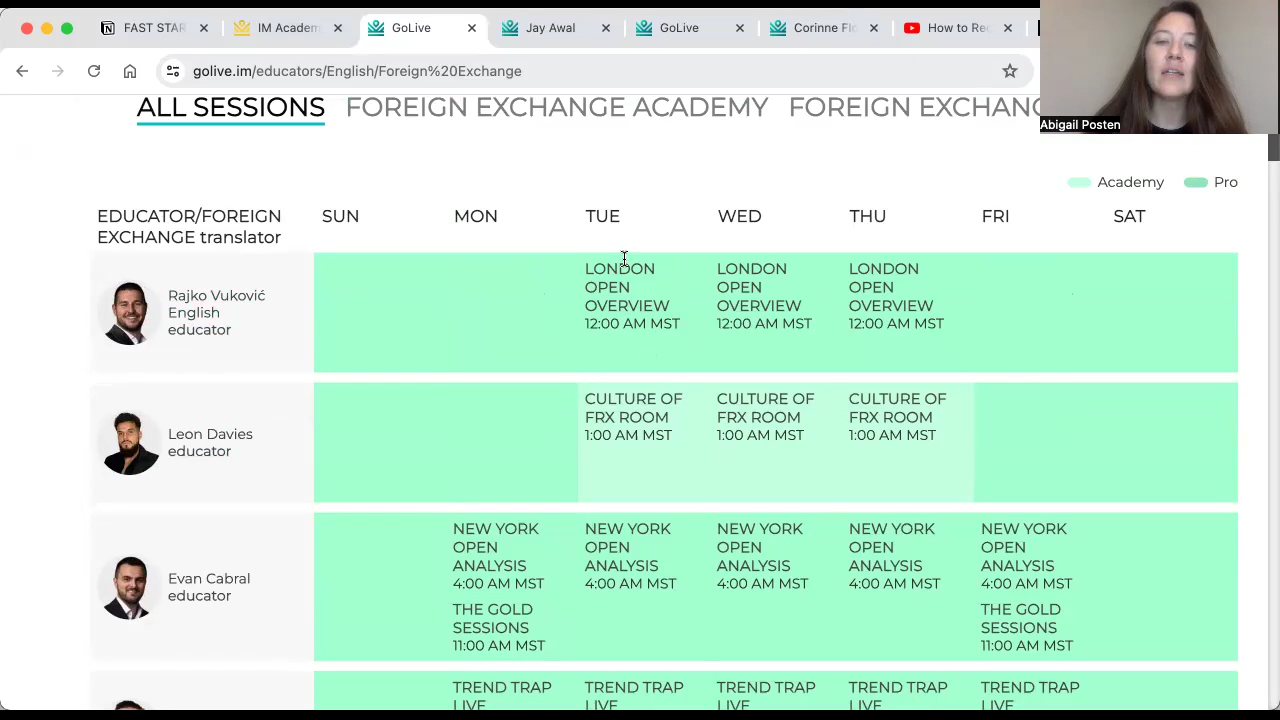 FAST STAR
IM Academ
GoLive
Jay Awal
GoLive
Corinne Flo
How to Rec
golive.im/educators/English/Foreign%20Exchange
Abigail Posten
ALL SESSIONS FOREIGN EXCHANGE ACADEMY FOREIGN EXCHANG
Academy Pro
EDUCATOR/FOREIGN SUN MON TUE WED THU FRI SAT
EXCHANGE translator
Rajko Vuković
English
educator
LONDON
OPEN
OVERVIEW
12:00 AM MST
LONDON
OPEN
OVERVIEW
12:00 AM MST
LONDON
OPEN
OVERVIEW
12:00 AM MST
Leon Davies
educator
CULTURE OF
FRX ROOM
1:00 AM MST
CULTURE OF
FRX ROOM
1:00 AM MST
CULTURE OF
FRX ROOM
1:00 AM MST
Evan Cabral
educator
NEW YORK
OPEN
ANALYSIS
4:00 AM MST
THE GOLD
SESSIONS
11:00 AM MST
NEW YORK
OPEN
ANALYSIS
4:00 AM MST
NEW YORK
OPEN
ANALYSIS
4:00 AM MST
NEW YORK
OPEN
ANALYSIS
4:00 AM MST
NEW YORK
OPEN
ANALYSIS
4:00 AM MST
THE GOLD
SESSIONS
11:00 AM MST
TREND TRAP
LIVE
TREND TRAP
LIVE
TREND TRAP
LIVE
TREND TRAP
LIVE
TREND TRAP
LIVE